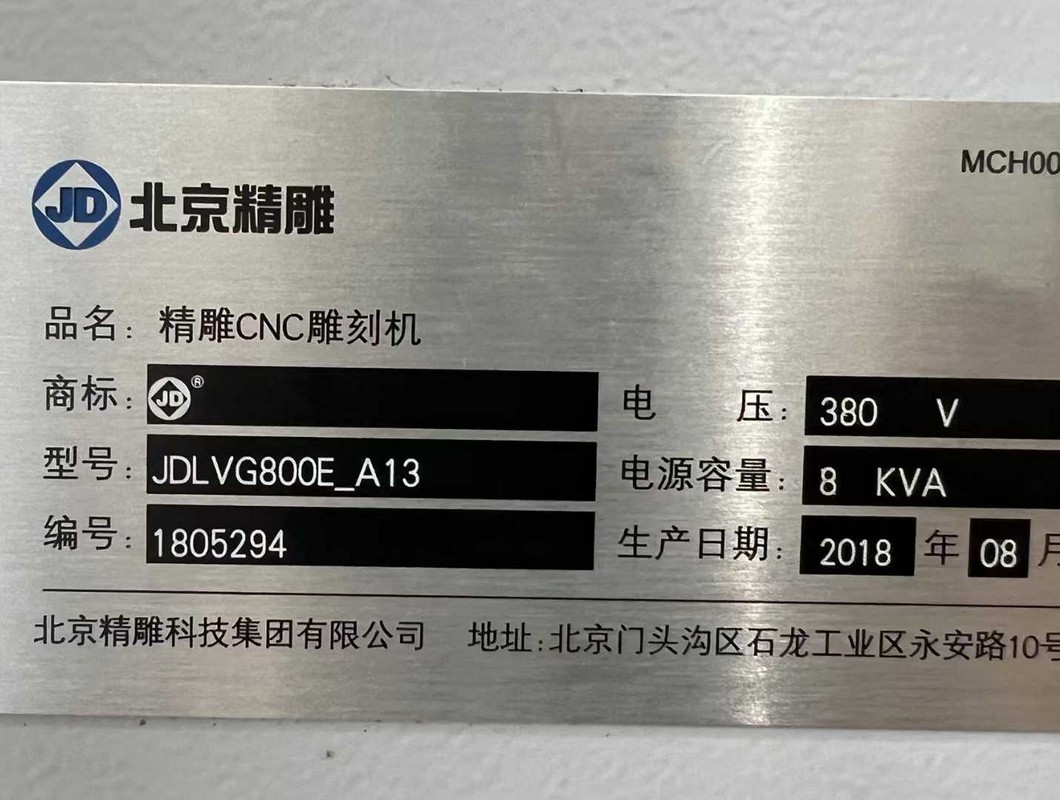 MCH00
JD 北京精雕
品名：精雕CNC雕刻机
商标：JD®
电 压：380 V
型号：JDLVG800E_A13
电源容量：8 KVA
编号：1805294
生产日期：2018 年 08 月
北京精雕科技集团有限公司 地址:北京门头沟区石龙工业区永安路10号